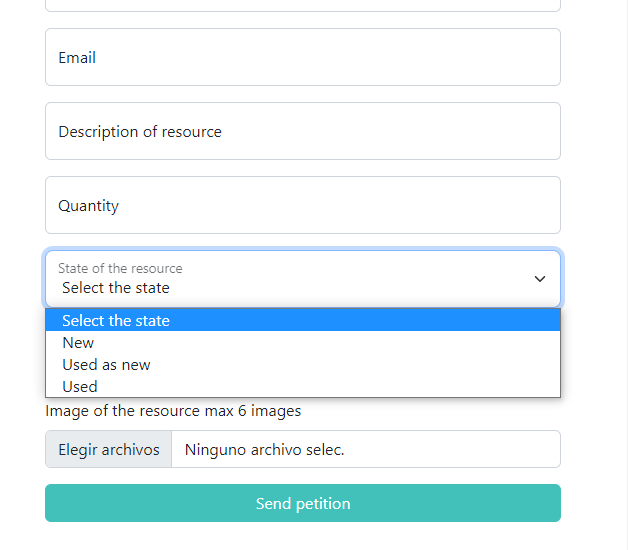 Email
Description of resource
Quantity
State of the resource
Select the state
Select the state
New
Used as new
Used
Image of the resource max 6 images
Elegir archivos Ninguno archivo selec.
Send petition